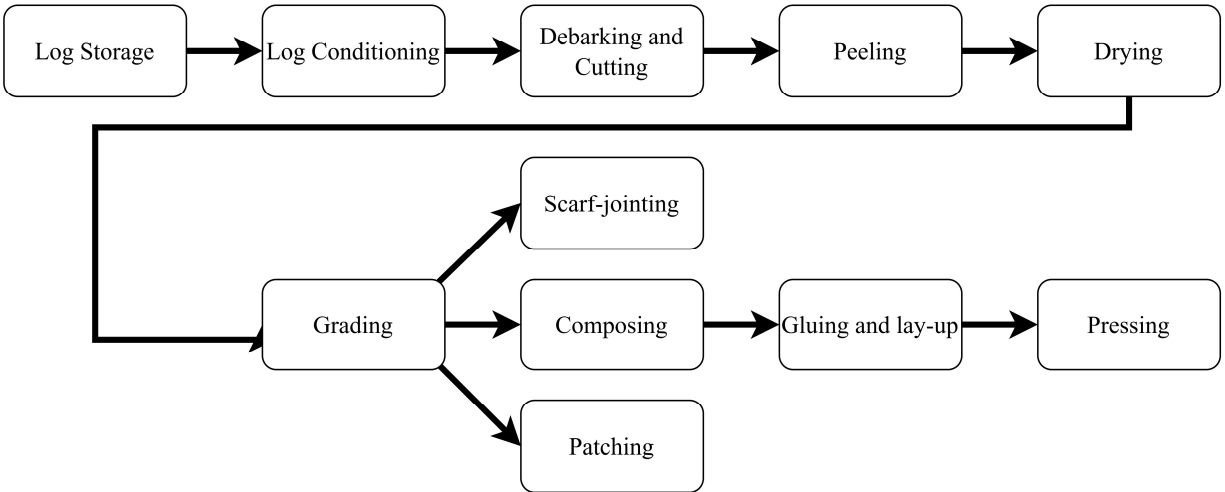 Log Storage
Log Conditioning
Debarking and
Cutting
Peeling
Drying
Scarf-jointing
Grading
Composing
Gluing and lay-up
Pressing
Patching